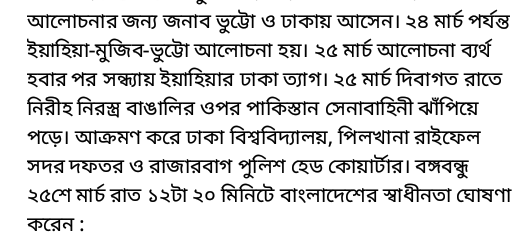 আলোচনার জন্য জনাব ভুট্টো ও ঢাকায় আসেন। ২৪ মার্চ পর্যন্ত
ইয়াহিয়া-মুজিব-ভুট্টো আলোচনা হয়। ২৫ মার্চ আলোচনা ব্যর্থ
হবার পর সন্ধ্যায় ইয়াহিয়ার ঢাকা ত্যাগ। ২৫ মার্চ দিবাগত রাতে
নিরীহ নিরস্ত্র বাঙালির ওপর পাকিস্তান সেনাবাহিনী ঝাঁপিয়ে
পড়ে। আক্রমণ করে ঢাকা বিশ্ববিদ্যালয়, পিলখানা রাইফেল
সদর দফতর ও রাজারবাগ পুলিশ হেড কোয়ার্টার। বঙ্গবন্ধু
২৫শে মার্চ রাত ১২টা ২০ মিনিটে বাংলাদেশের স্বাধীনতা ঘোষণা
করেন :